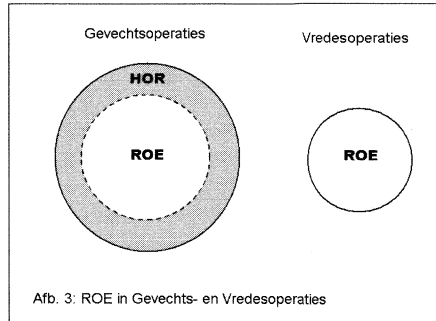 Gevechtsoperaties
Vredesoperaties
HOR
ROE
ROE
Afb. 3: ROE in Gevechts- en Vredesoperaties